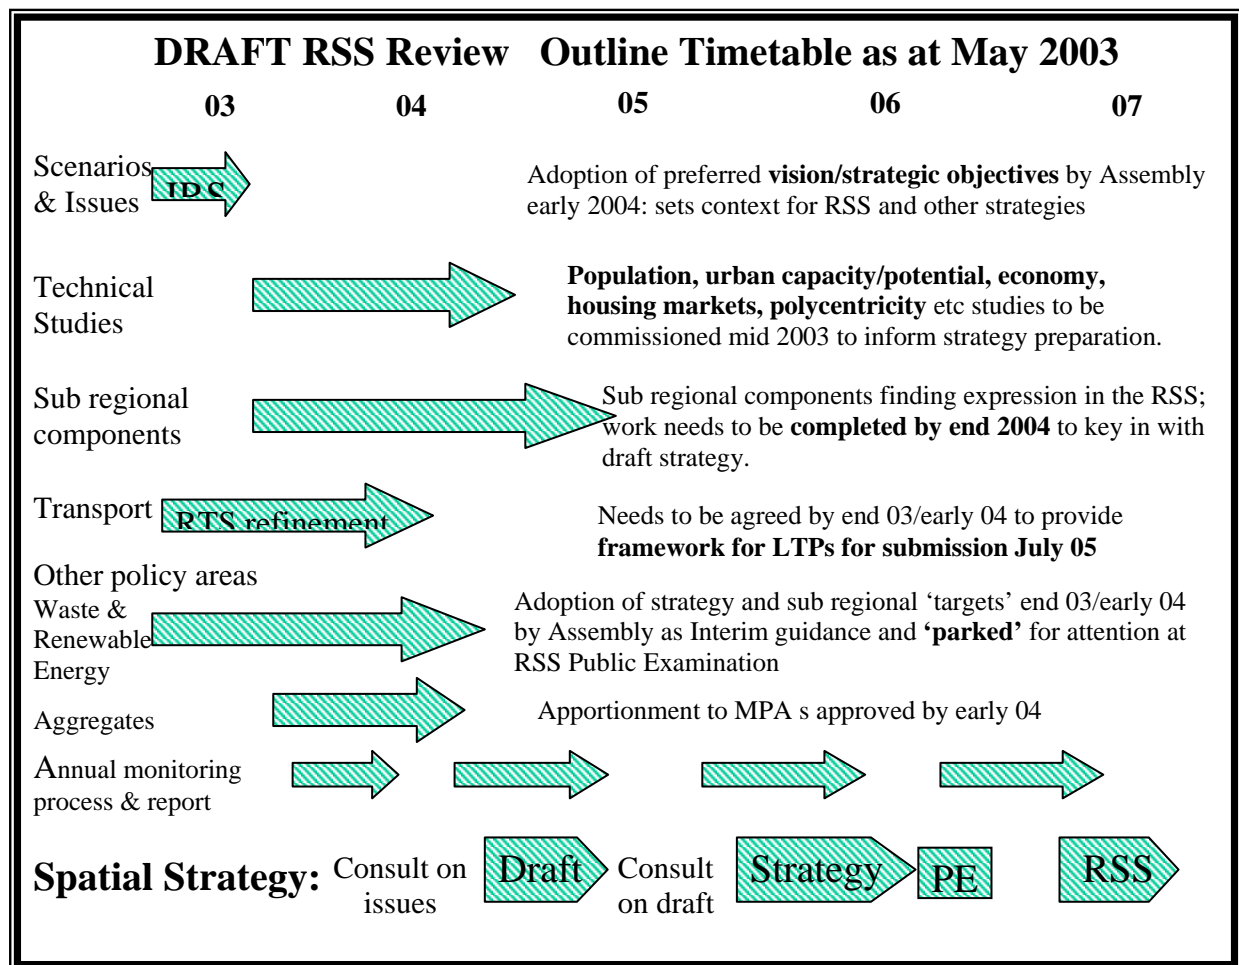 DRAFT RSS Review Outline Timetable as at May 2003
03 04 05 06 07
Scenarios
& Issues
IRS
Adoption of preferred vision/strategic objectives by Assembly
early 2004: sets context for RSS and other strategies
Technical
Studies
Population, urban capacity/potential, economy,
housing markets, polycentricity etc studies to be
commissioned mid 2003 to inform strategy preparation.
Sub regional
components
Sub regional components finding expression in the RSS;
work needs to be completed by end 2004 to key in with
draft strategy.
Transport
RTS refinement
Needs to be agreed by end 03/early 04 to provide
framework for LTPs for submission July 05
Other policy areas
Waste &
Renewable
Energy
Adoption of strategy and sub regional ‘targets’ end 03/early 04
by Assembly as Interim guidance and ‘parked’ for attention at
RSS Public Examination
Aggregates
Apportionment to MPA s approved by early 04
Annual monitoring
process & report
Spatial Strategy:
Consult on
issues
Draft
Consult
on draft
Strategy
PE
RSS